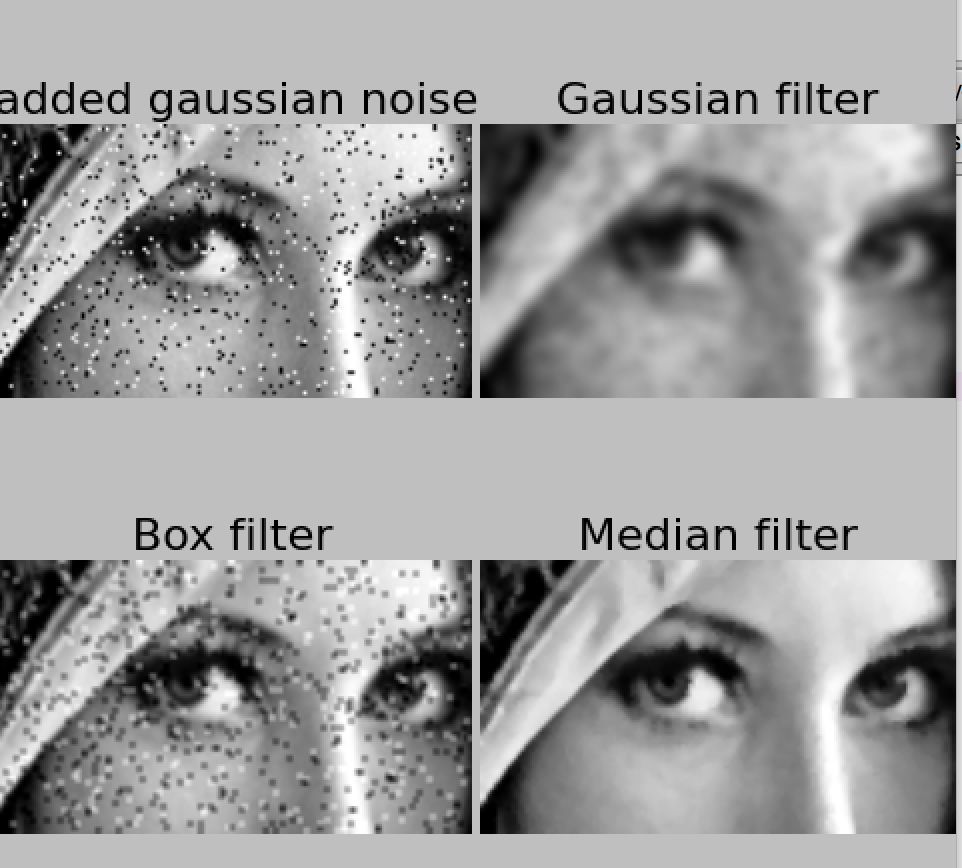 added gaussian noise
Gaussian filter
Box filter
Median filter